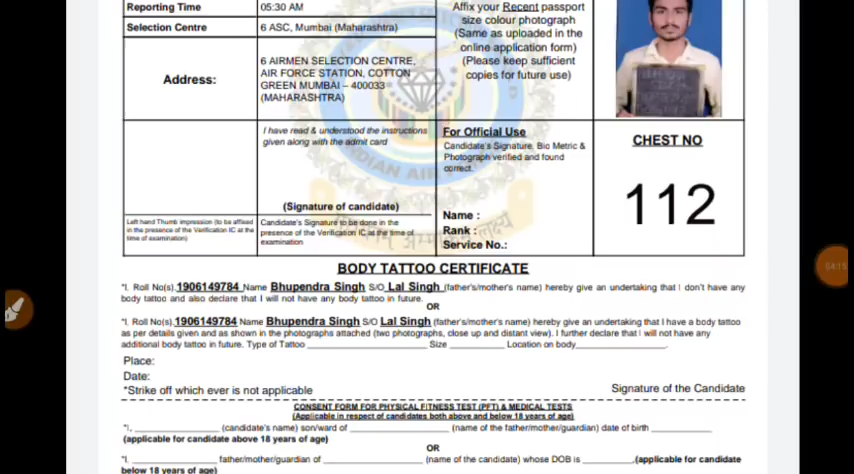 Reporting Time 05:30 AM
Selection Centre 6 ASC, Mumbai (Maharashtra)
Address:
6 AIRMEN SELECTION CENTRE,
AIR FORCE STATION, COTTON
GREEN MUMBAI – 400033
(MAHARASHTRA)
Affix your Recent passport
size colour photograph
(Same as uploaded in the
online application form)
(Please keep sufficient
copies for future use)
I have read & understood the instructions
given along with the admit card
(Signature of candidate)
Left hand Thumb impression (to be affixed
in the presence of the Verification IC at the
time of examination)
Candidate's Signature to be done in the
presence of the Verification IC at the time of
examination
For Official Use
Candidate's Signature, Bio Metric &
Photograph verified and found
correct.
Name :
Rank :
Service No.:
CHEST NO
112
BODY TATTOO CERTIFICATE
*I. Roll No(s).1906149784 Name Bhupendra Singh S/O Lal Singh (father's/mother's name) hereby give an undertaking that I don't have any
body tattoo and also declare that I will not have any body tattoo in future.
OR
*I. Roll No(s).1906149784 Name Bhupendra Singh S/O Lal Singh (father's/mother's name) hereby give an undertaking that I have a body tattoo
as per details given and as shown in the photographs attached (two photographs, close up and distant view). I further declare that I will not have any
additional body tattoo in future. Type of Tattoo ____ Size ____ Location on body____.
Place:
Date:
*Strike off which ever is not applicable
Signature of the Candidate
CONSENT FORM FOR PHYSICAL FITNESS TEST (PFT) & MEDICAL TESTS
(Applicable in respect of candidates both above and below 18 years of age)
*I, ____ (candidate's name) son/ward of ____ (name of the father/mother/guardian) date of birth ____
(applicable for candidate above 18 years of age)
OR
*I. ____ father/mother/guardian of ____ (name of the candidate) whose DOB is ____.(applicable for candidate
below 18 years of age)
04:15